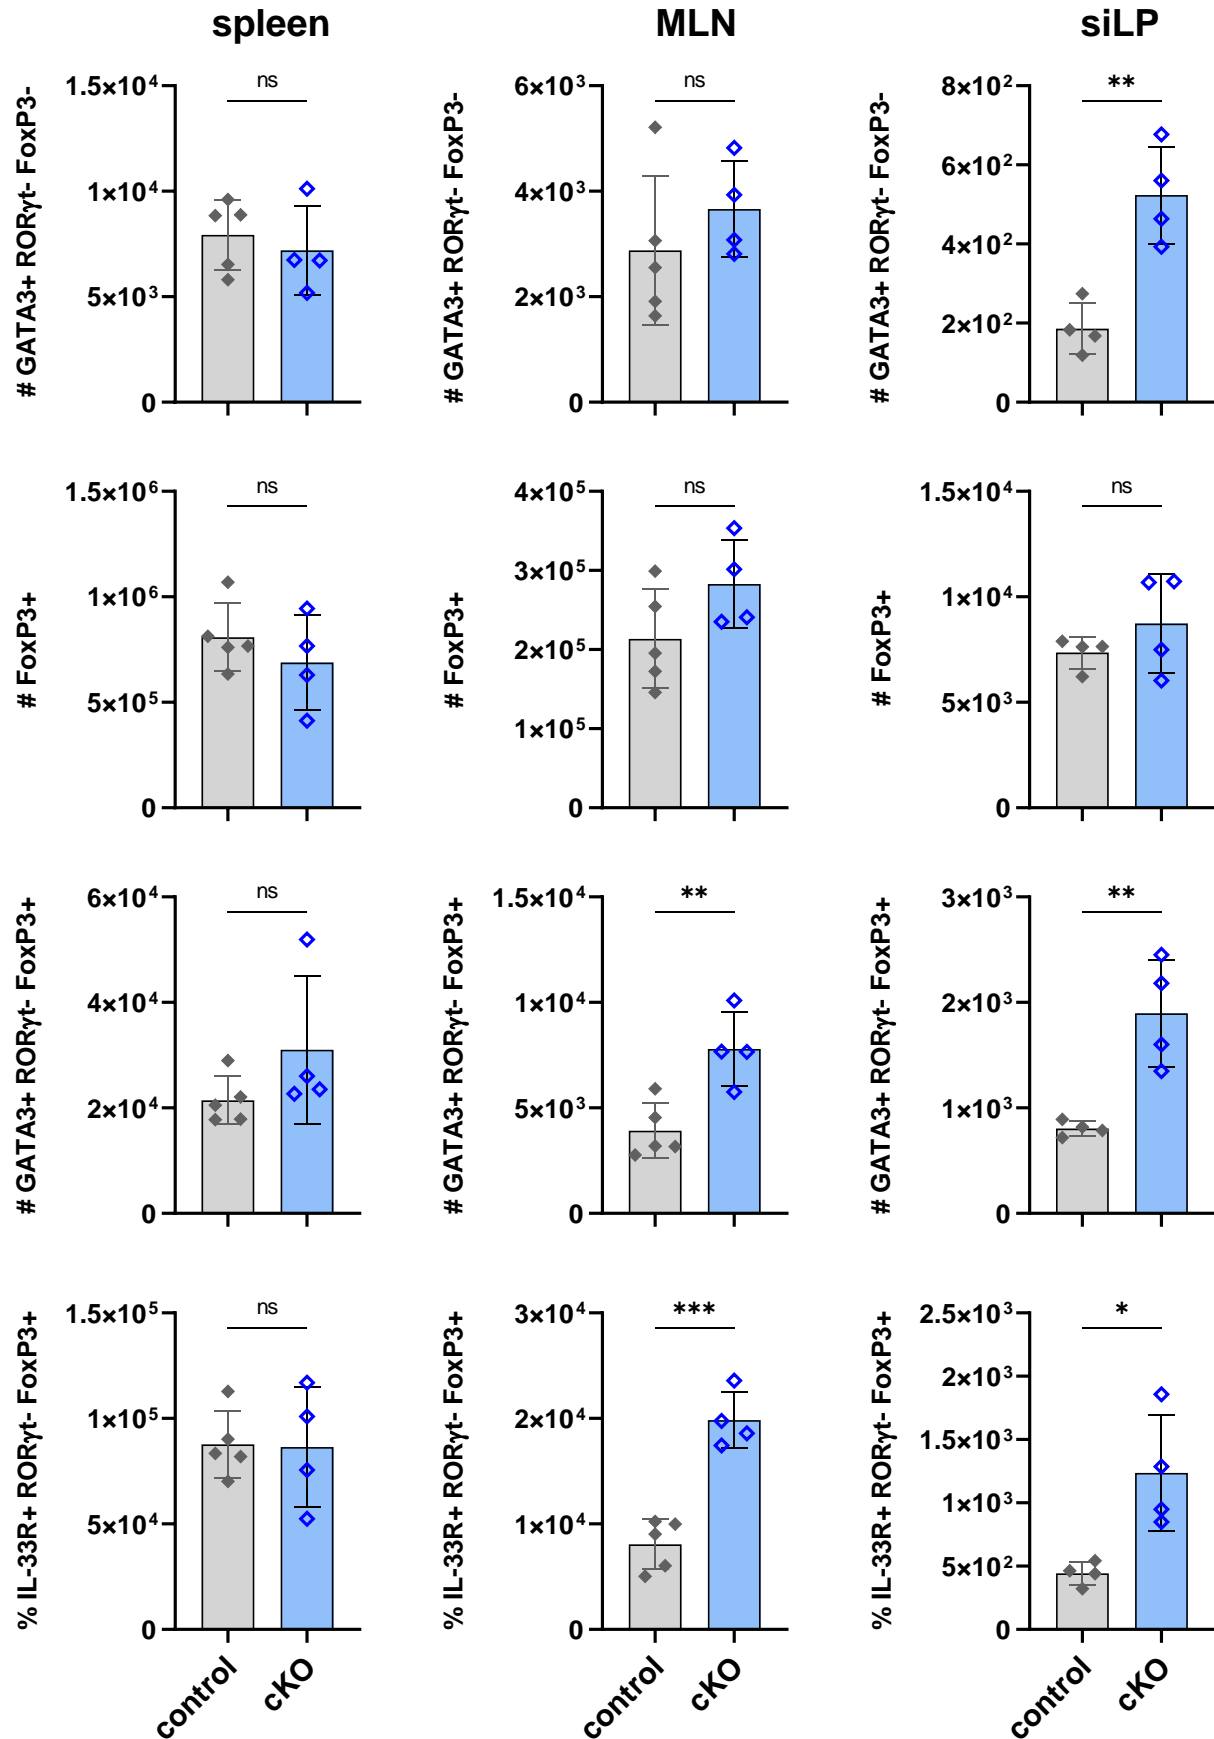 spleen MLN siLP
# GATA3+ RORγt- FoxP3-
1.5×10⁴
1×10⁴
5×10³
0
ns
# GATA3+ RORγt- FoxP3-
6×10³
4×10³
2×10³
0
ns
# GATA3+ RORγt- FoxP3-
8×10²
6×10²
4×10²
2×10²
0
**
# FoxP3+
1.5×10⁶
1×10⁶
5×10⁵
0
ns
# FoxP3+
4×10⁵
3×10⁵
2×10⁵
1×10⁵
0
ns
# FoxP3+
1.5×10⁴
1×10⁴
5×10³
0
ns
# GATA3+ RORγt- FoxP3+
6×10⁴
4×10⁴
2×10⁴
0
ns
# GATA3+ RORγt- FoxP3+
1.5×10⁴
1×10⁴
5×10³
0
**
# GATA3+ RORγt- FoxP3+
3×10³
2×10³
1×10³
0
**
% IL-33R+ RORγt- FoxP3+
1.5×10⁵
1×10⁵
5×10⁴
0
ns
control
cKO
% IL-33R+ RORγt- FoxP3+
3×10⁴
2×10⁴
1×10⁴
0
***
control
cKO
% IL-33R+ RORγt- FoxP3+
2.5×10³
2×10³
1.5×10³
1×10³
5×10²
0
*
control
cKO